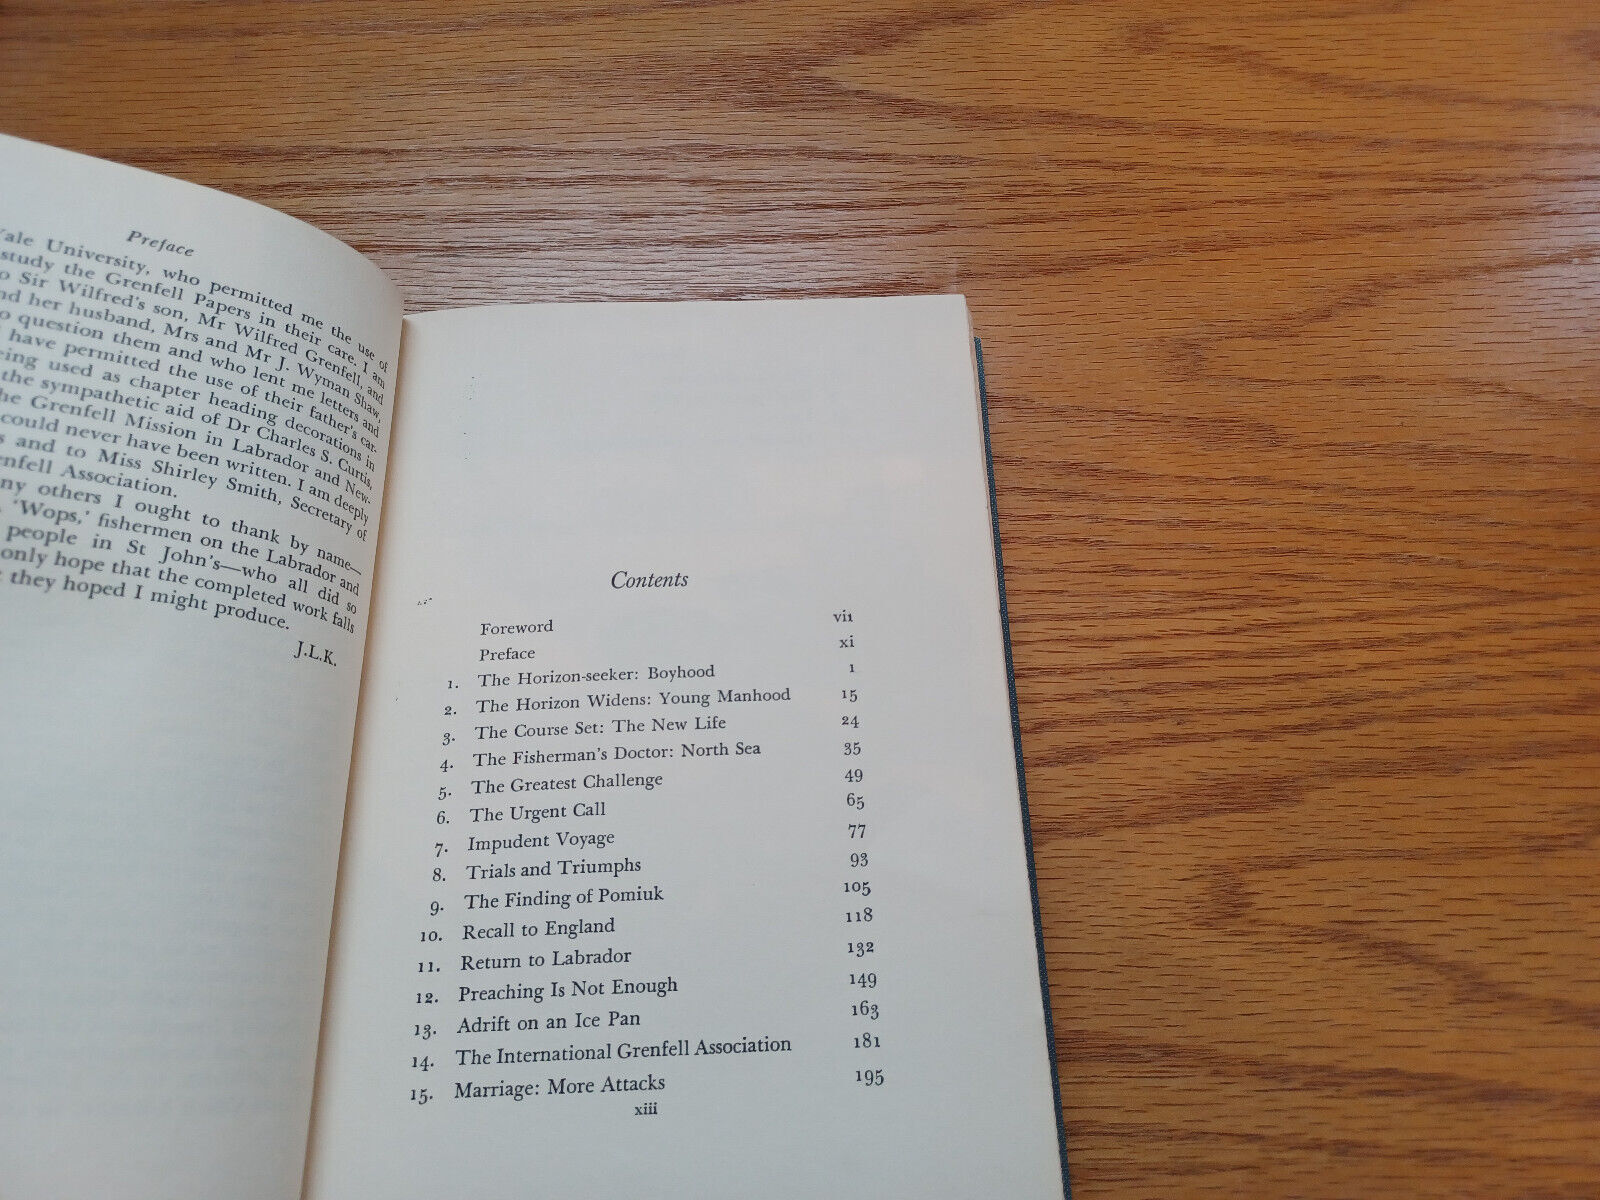 Preface
Yale University, who permitted me the use of
study the Grenfell Papers in their care. I am
Sir Wilfred's son, Mr Wilfred Grenfell, and
her husband, Mrs and Mr J. Wyman Shaw,
question them and who lent me letters and
have permitted the use of their father's car-
being used as chapter heading decorations in
the sympathetic aid of Dr Charles S. Curtis,
the Grenfell Mission in Labrador and New-
could never have been written. I am deeply
and to Miss Shirley Smith, Secretary of
Grenfell Association.
others I ought to thank by name—
'Wops,' fishermen on the Labrador and
people in St John's—who all did so
only hope that the completed work falls
they hoped I might produce.
J.L.K.
Contents
Foreword vii
Preface xi
1. The Horizon-seeker: Boyhood 1
2. The Horizon Widens: Young Manhood 15
3. The Course Set: The New Life 24
4. The Fisherman's Doctor: North Sea 35
5. The Greatest Challenge 49
6. The Urgent Call 65
7. Impudent Voyage 77
8. Trials and Triumphs 93
9. The Finding of Pomiuk 105
10. Recall to England 118
11. Return to Labrador 132
12. Preaching Is Not Enough 149
13. Adrift on an Ice Pan 163
14. The International Grenfell Association 181
15. Marriage: More Attacks 195
xiii